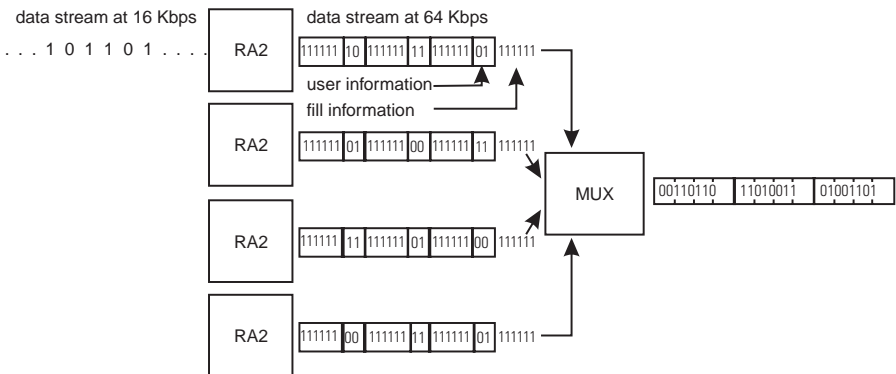 data stream at 16 Kbps
. . . 1 0 1 1 0 1 . . . .
RA2
data stream at 64 Kbps
111111 10 111111 11 111111 01 111111
user information
fill information
RA2
111111 01 111111 00 111111 11 111111
MUX
00110110 11010011 01001101
RA2
111111 11 111111 01 111111 00 111111
RA2
111111 00 111111 11 111111 01 111111